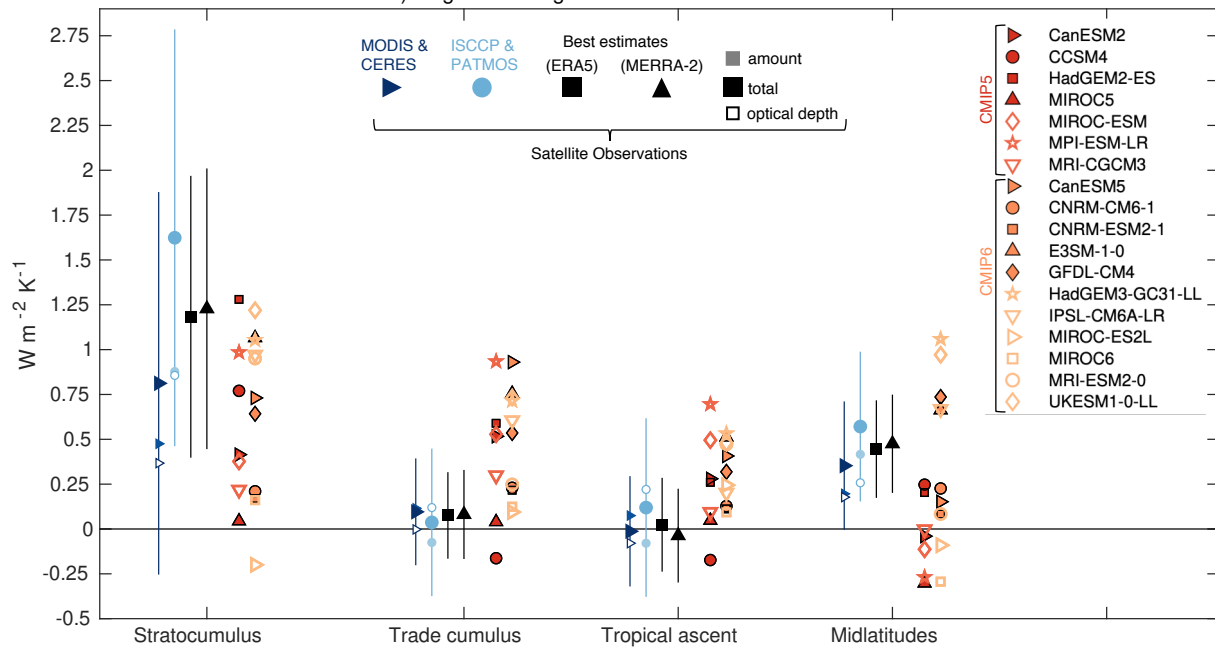 MODIS &
CERES
ISCCP &
PATMOS
Best estimates
(ERA5) (MERRA-2)
amount
total
optical depth
Satellite Observations
W m⁻² K⁻¹
2.75
2.5
2.25
2
1.75
1.5
1.25
1
0.75
0.5
0.25
0
-0.25
-0.5
Stratocumulus Trade cumulus Tropical ascent Midlatitudes
CMIP5
CanESM2
CCSM4
HadGEM2-ES
MIROC5
MIROC-ESM
MPI-ESM-LR
MRI-CGCM3
CMIP6
CanESM5
CNRM-CM6-1
CNRM-ESM2-1
E3SM-1-0
GFDL-CM4
HadGEM3-GC31-LL
IPSL-CM6A-LR
MIROC-ES2L
MIROC6
MRI-ESM2-0
UKESM1-0-LL